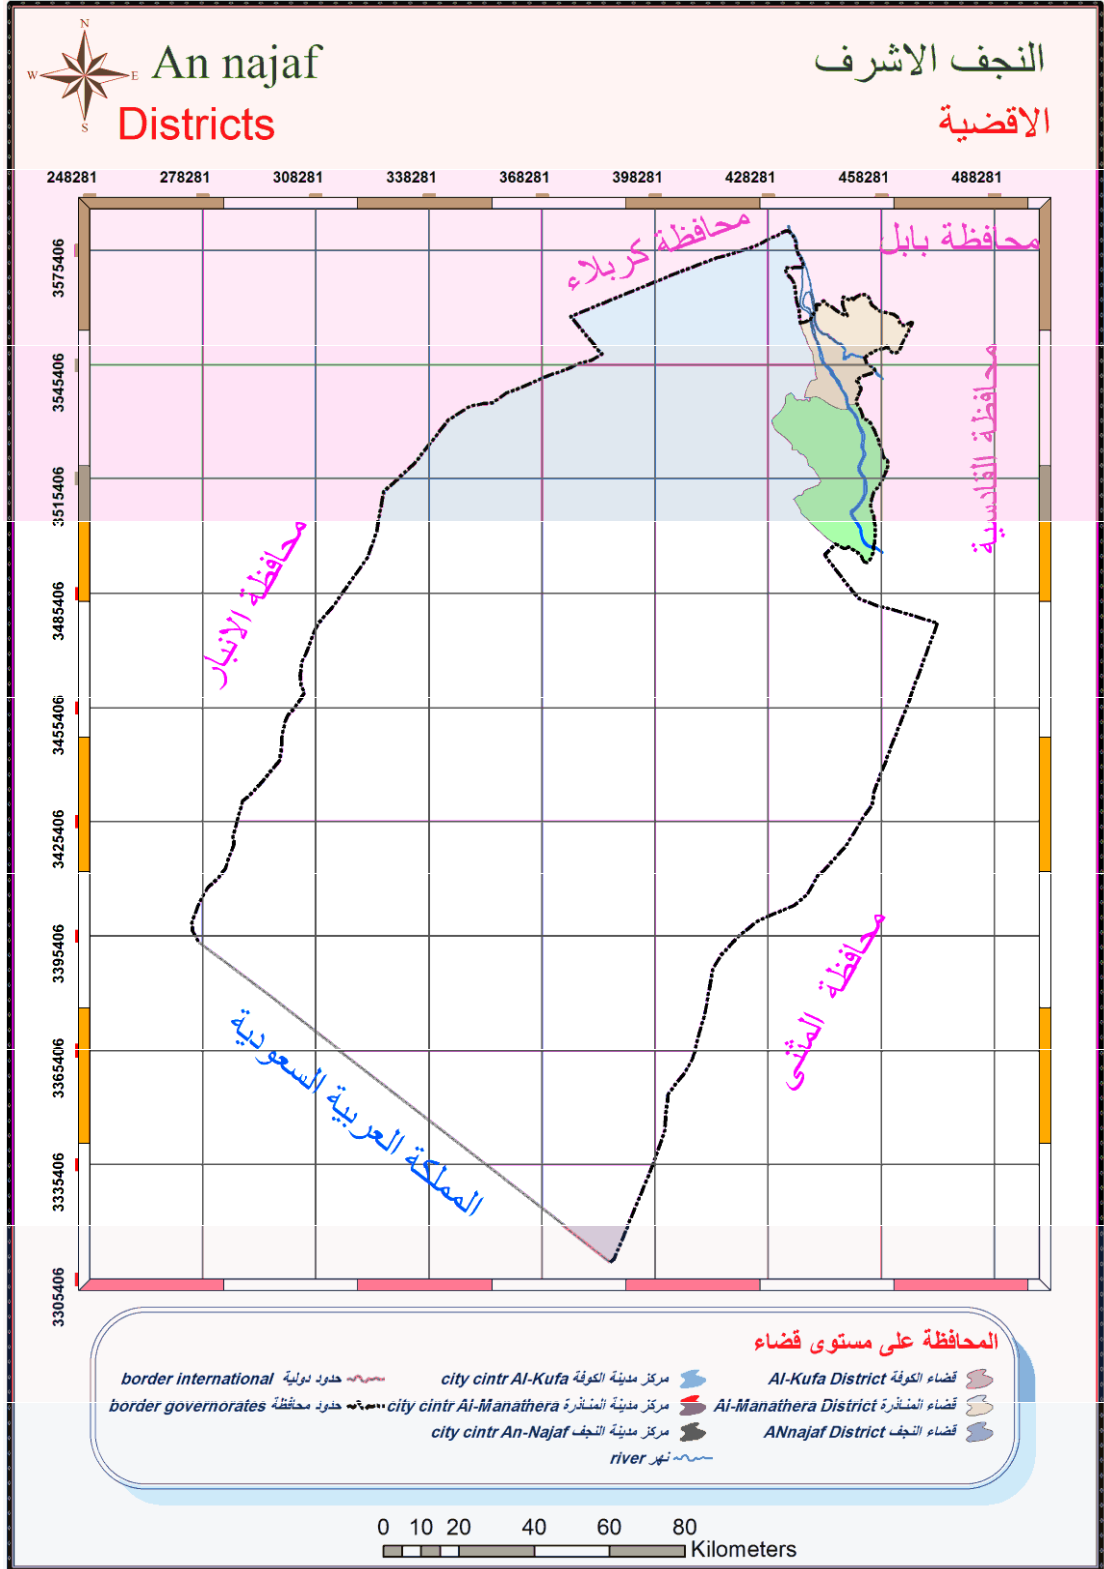 An najaf
النجف الاشرف
Districts
الاقضية
N
W
E
S
248281 278281 308281 338281 368281 398281 428281 458281 488281
3575406
3545406
3515406
3485406
3455406
3425406
3395406
3365406
3335406
3305406
محافظة كربلاء
محافظة بابل
محافظة القادسية
محافظة الانبار
محافظة المثنى
المملكة العربية السعودية
المحافظة على مستوى قضاء
قضاء الكوفة Al-Kufa District
قضاء المناذرة Al-Manathera District
قضاء النجف ANnajaf District
مركز مدينة الكوفة city cintr Al-Kufa
مركز مدينة المناذرة city cintr Al-Manathera
مركز مدينة النجف city cintr An-Najaf
نهر river
حدود دولية border international
حدود محافظة border governorates
0 10 20 40 60 80
Kilometers